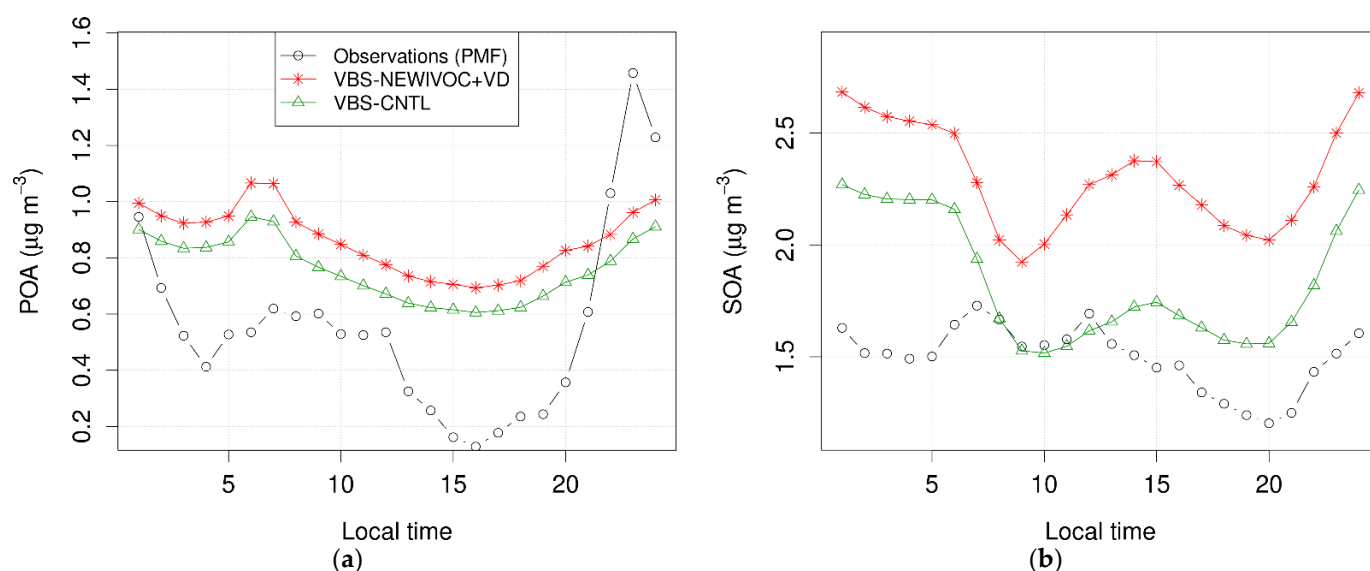 Observations (PMF)
VBS-NEWIVOC+VD
VBS-CNTL
POA (µg m⁻³)
0.2 0.4 0.6 0.8 1.0 1.2 1.4 1.6
5 10 15 20
Local time
(a)
SOA (µg m⁻³)
1.5 2.0 2.5
5 10 15 20
Local time
(b)